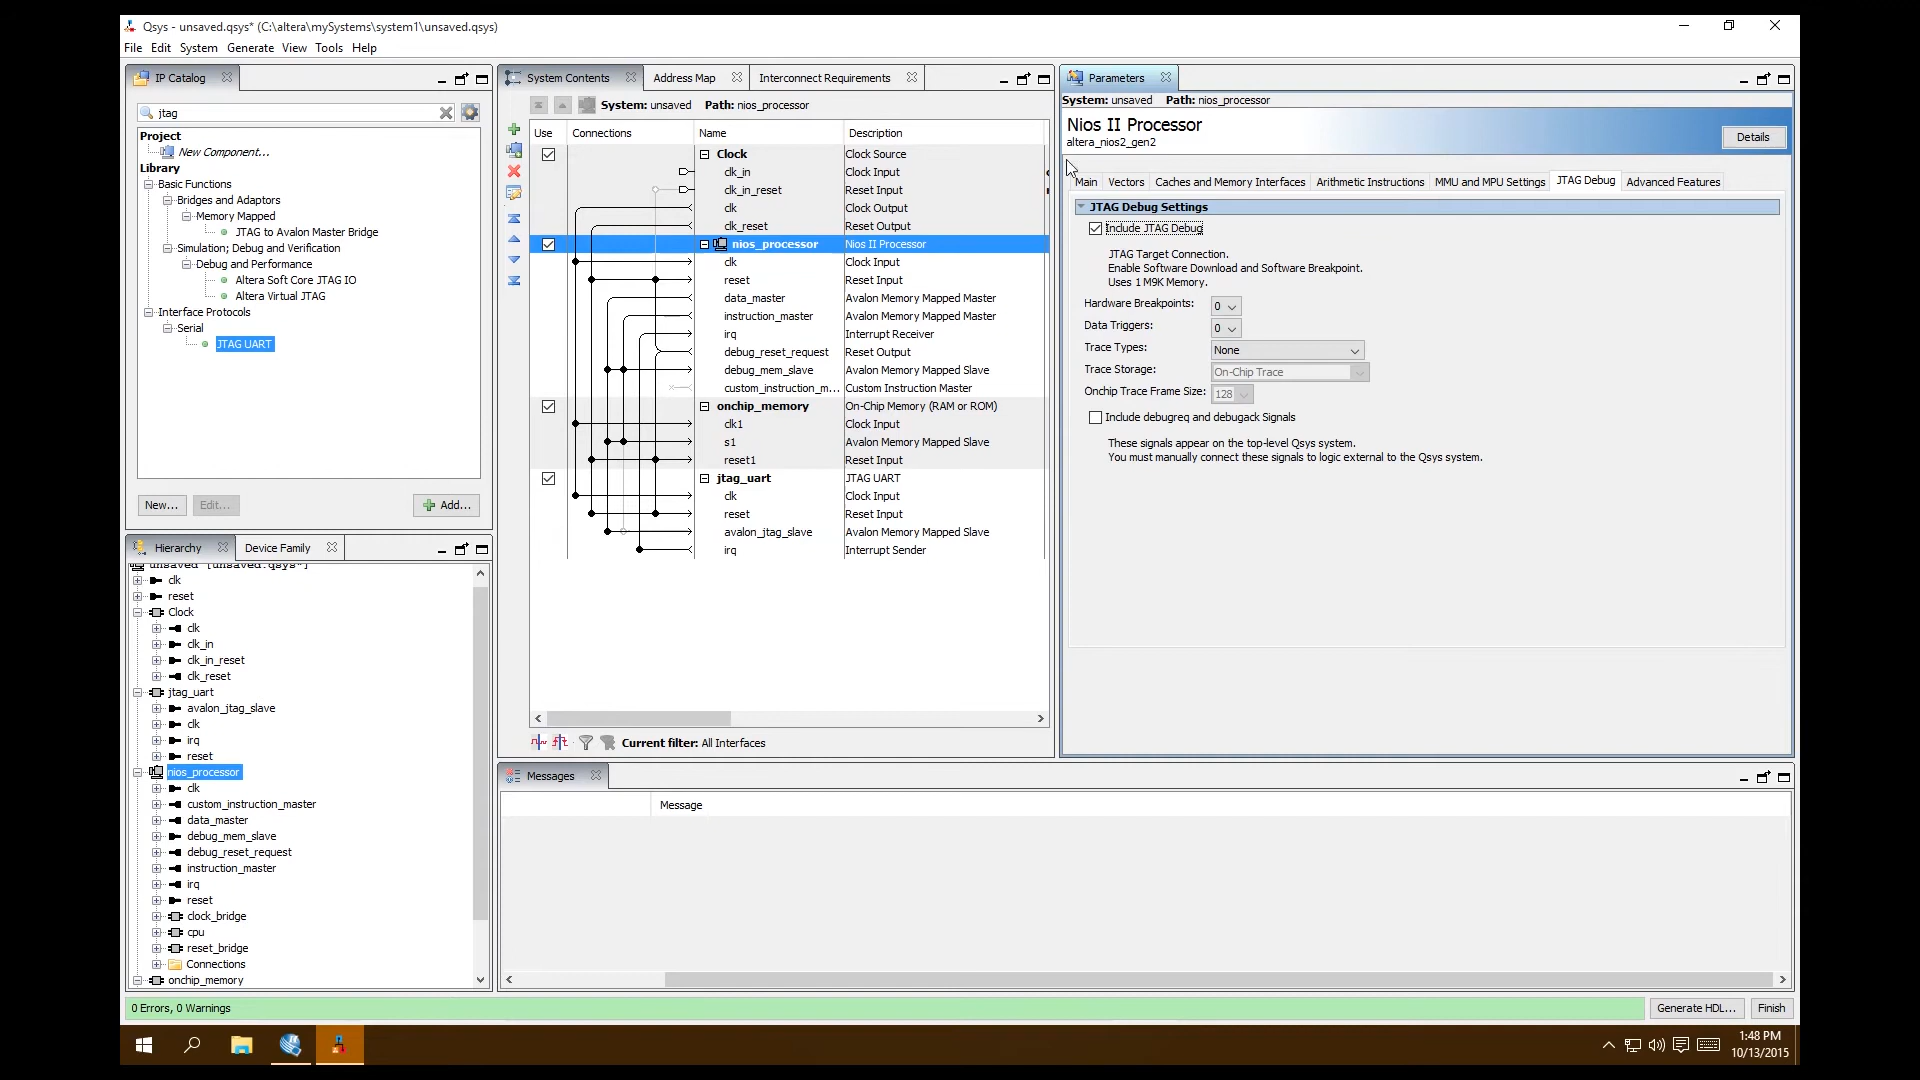 Qsys - unsaved.qsys* (C:\altera\mySystems\system1\unsaved.qsys)
File Edit System Generate View Tools Help
IP Catalog
jtag
Project
New Component...
Library
Basic Functions
Bridges and Adaptors
Memory Mapped
JTAG to Avalon Master Bridge
Simulation; Debug and Verification
Debug and Performance
Altera Soft Core JTAG IO
Altera Virtual JTAG
Interface Protocols
Serial
JTAG UART
New... Edit... Add...
Hierarchy Device Family
unsaved [unsaved.qsys*]
clk
reset
Clock
clk
clk_in
clk_in_reset
clk_reset
jtag_uart
avalon_jtag_slave
clk
irq
reset
nios_processor
clk
custom_instruction_master
data_master
debug_mem_slave
debug_reset_request
instruction_master
irq
reset
clock_bridge
cpu
reset_bridge
Connections
onchip_memory
System Contents Address Map Interconnect Requirements
System: unsaved Path: nios_processor
Use Connections Name Description
Clock Clock Source
clk_in Clock Input
clk_in_reset Reset Input
clk Clock Output
clk_reset Reset Output
nios_processor Nios II Processor
clk Clock Input
reset Reset Input
data_master Avalon Memory Mapped Master
instruction_master Avalon Memory Mapped Master
irq Interrupt Receiver
debug_reset_request Reset Output
debug_mem_slave Avalon Memory Mapped Slave
custom_instruction_m... Custom Instruction Master
onchip_memory On-Chip Memory (RAM or ROM)
clk1 Clock Input
s1 Avalon Memory Mapped Slave
reset1 Reset Input
jtag_uart JTAG UART
clk Clock Input
reset Reset Input
avalon_jtag_slave Avalon Memory Mapped Slave
irq Interrupt Sender
Current filter: All Interfaces
Parameters
System: unsaved Path: nios_processor
Nios II Processor
altera_nios2_gen2
Details
Main Vectors Caches and Memory Interfaces Arithmetic Instructions MMU and MPU Settings JTAG Debug Advanced Features
JTAG Debug Settings
Include JTAG Debug
JTAG Target Connection.
Enable Software Download and Software Breakpoint.
Uses 1 M9K Memory.
Hardware Breakpoints: 0
Data Triggers: 0
Trace Types: None
Trace Storage: On-Chip Trace
Onchip Trace Frame Size: 128
Include debugreq and debugack Signals
These signals appear on the top-level Qsys system.
You must manually connect these signals to logic external to the Qsys system.
Messages
Message
0 Errors, 0 Warnings
Generate HDL... Finish
1:48 PM
10/13/2015